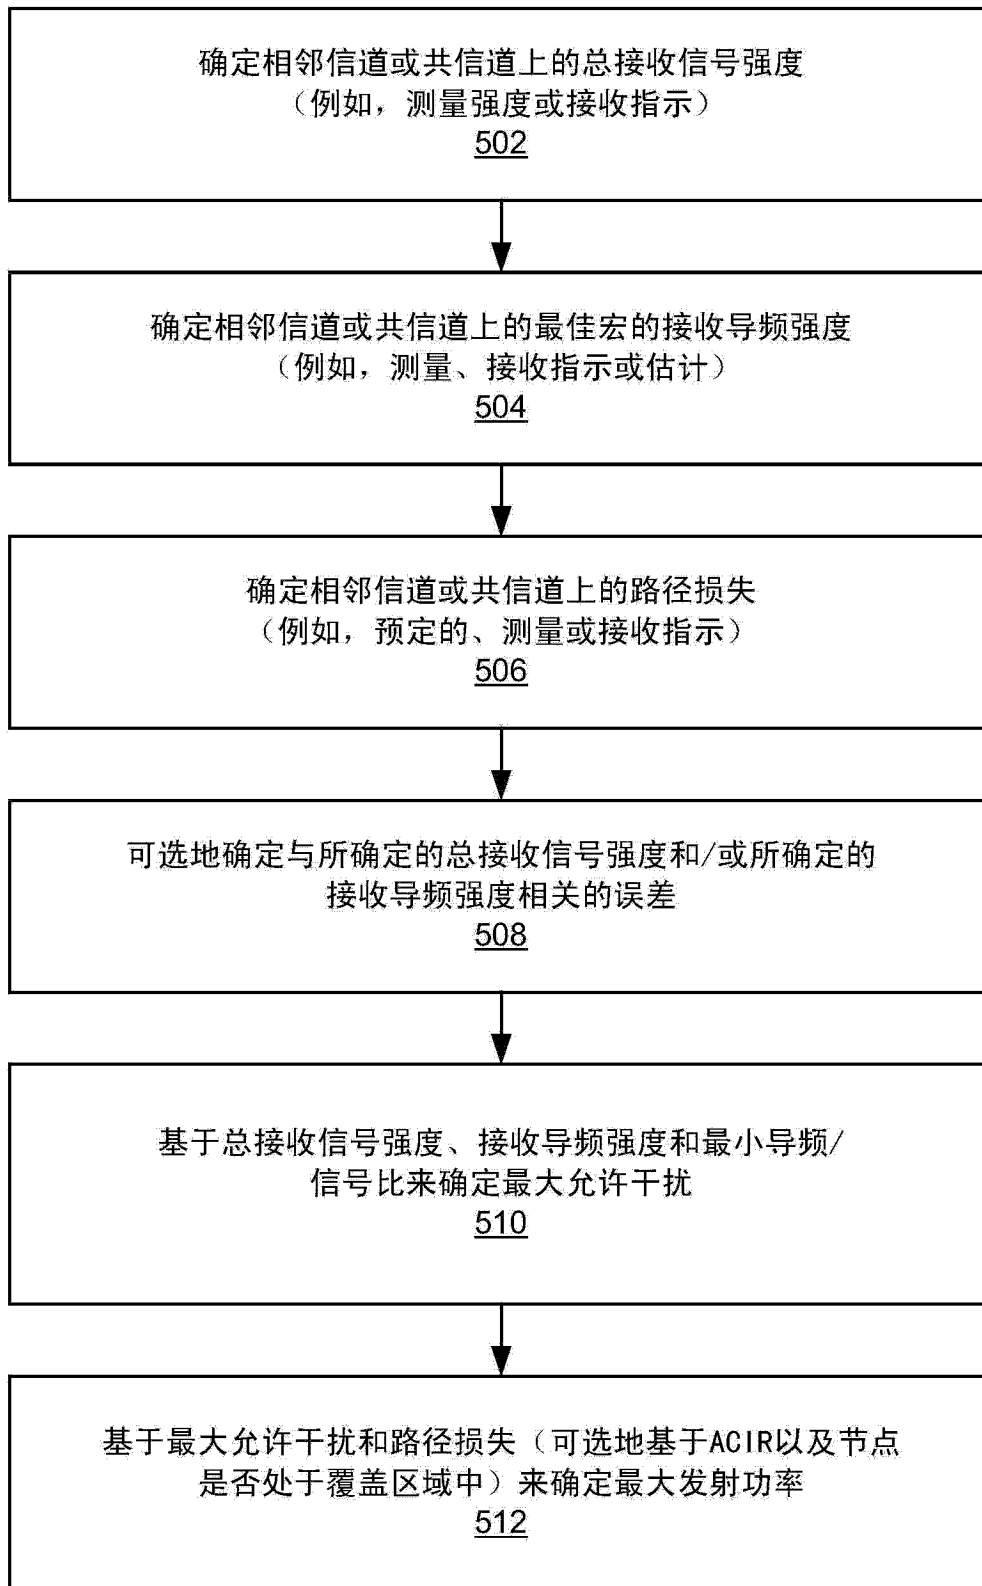 确定相邻信道或共信道上的总接收信号强度
（例如，测量强度或接收指示）
502
确定相邻信道或共信道上的最佳宏的接收导频强度
（例如，测量、接收指示或估计）
504
确定相邻信道或共信道上的路径损失
（例如，预定的、测量或接收指示）
506
可选地确定与所确定的总接收信号强度和/或所确定的
接收导频强度相关的误差
508
基于总接收信号强度、接收导频强度和最小导频/
信号比来确定最大允许干扰
510
基于最大允许干扰和路径损失（可选地基于ACIR以及节点
是否处于覆盖区域中）来确定最大发射功率
512